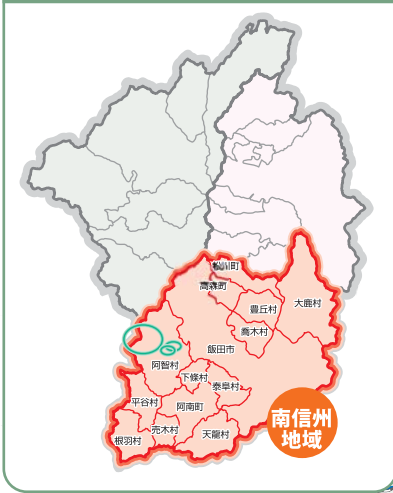 松川町
高森町
大鹿村
豊丘村
喬木村
飯田市
阿智村
下條村
泰阜村
平谷村
阿南町
売木村
天龍村
根羽村
南信州
地域